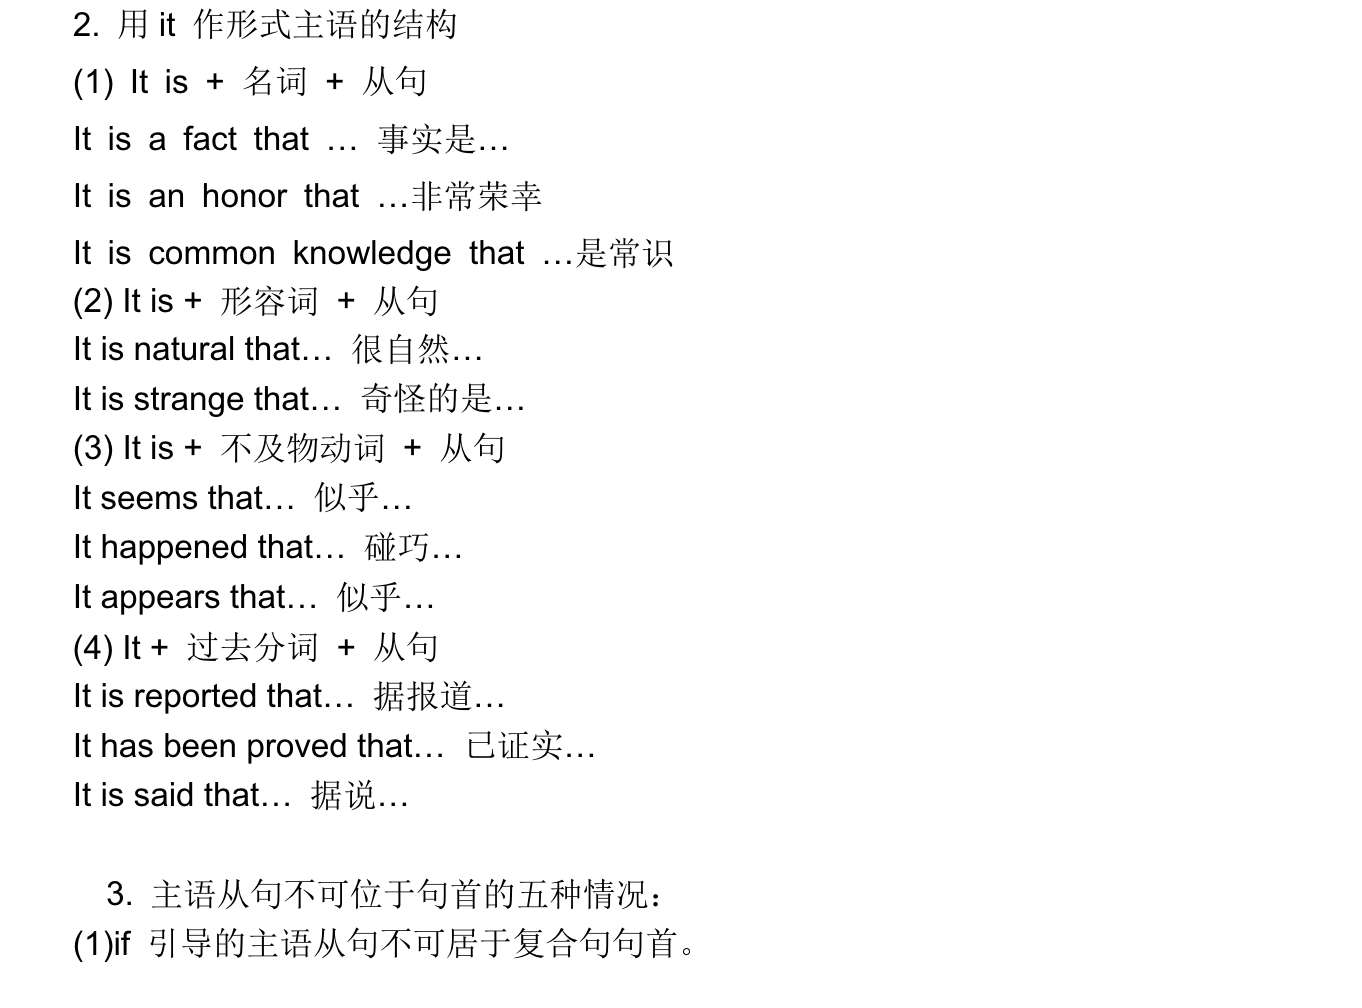 2. 用 it 作形式主语的结构
(1) It is + 名词 + 从句
It is a fact that … 事实是…
It is an honor that …非常荣幸
It is common knowledge that …是常识
(2) It is + 形容词 + 从句
It is natural that… 很自然…
It is strange that… 奇怪的是…
(3) It is + 不及物动词 + 从句
It seems that… 似乎…
It happened that… 碰巧…
It appears that… 似乎…
(4) It + 过去分词 + 从句
It is reported that… 据报道…
It has been proved that… 已证实…
It is said that… 据说…
3. 主语从句不可位于句首的五种情况：
(1)if 引导的主语从句不可居于复合句句首。